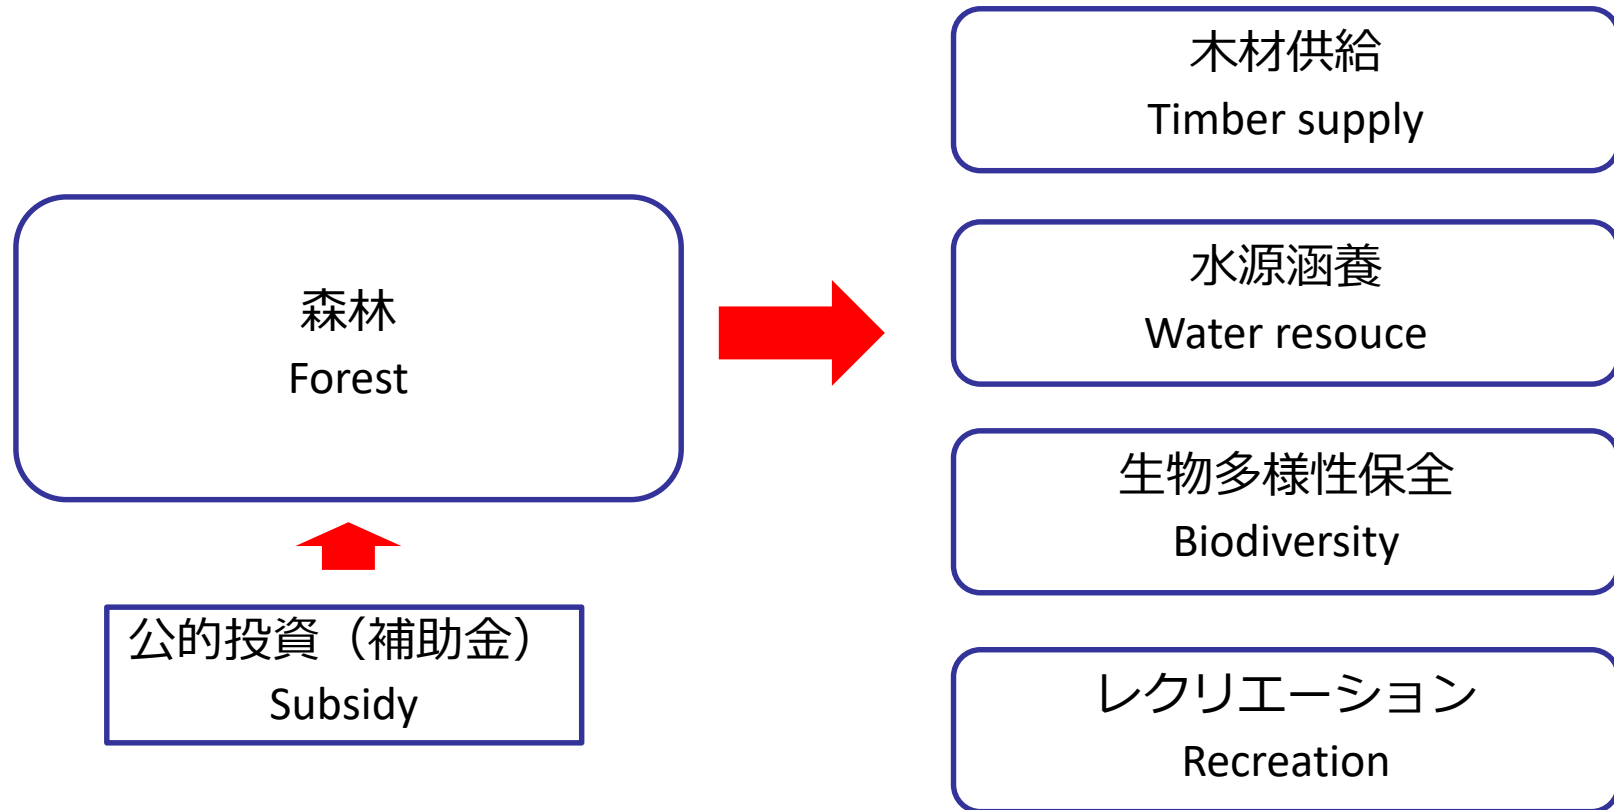 森林
Forest
公的投資（補助金）
Subsidy
木材供給
Timber supply
水源涵養
Water resouce
生物多様性保全
Biodiversity
レクリエーション
Recreation